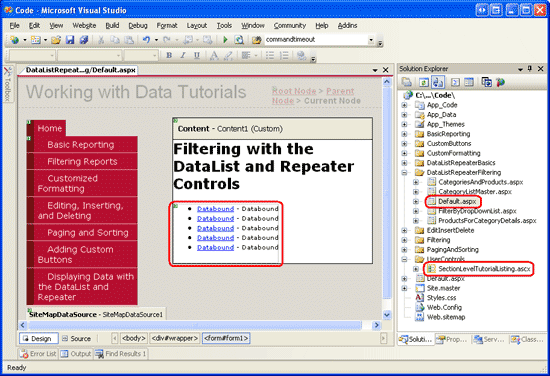 Code - Microsoft Visual Studio
File Edit View Website Build Debug Format Layout Tools Window Community Help Addins
commandtimeout
Toolbox
DataListRepeat...g/Default.aspx
Working with Data Tutorials
Root Node > Parent Node > Current Node
Home
Basic Reporting
Filtering Reports
Customized Formatting
Editing, Inserting, and Deleting
Paging and Sorting
Adding Custom Buttons
Displaying Data with the DataList and Repeater
SiteMapDataSource - SiteMapDataSource1
Content - Content1 (Custom)
Filtering with the DataList and Repeater Controls
Databound - Databound
Databound - Databound
Databound - Databound
Databound - Databound
Databound - Databound
Design Source <body> <div#wrapper> <form#form1>
Error List Output Find Results 1
Solution Explorer
C:\...\Code\
App_Code
App_Data
App_Themes
BasicReporting
CustomButtons
CustomFormatting
DataListRepeaterBasics
DataListRepeaterFiltering
CategoriesAndProducts.aspx
CategoryListMaster.aspx
Default.aspx
FilterByDropDownList.aspx
ProductsForCategoryDetails.aspx
EditInsertDelete
Filtering
PagingAndSorting
UserControls
SectionLevelTutorialListing.ascx
Default.aspx
Site.master
Styles.css
Web.Config
Web.sitemap
Soluti... Prop... Serv... Class...